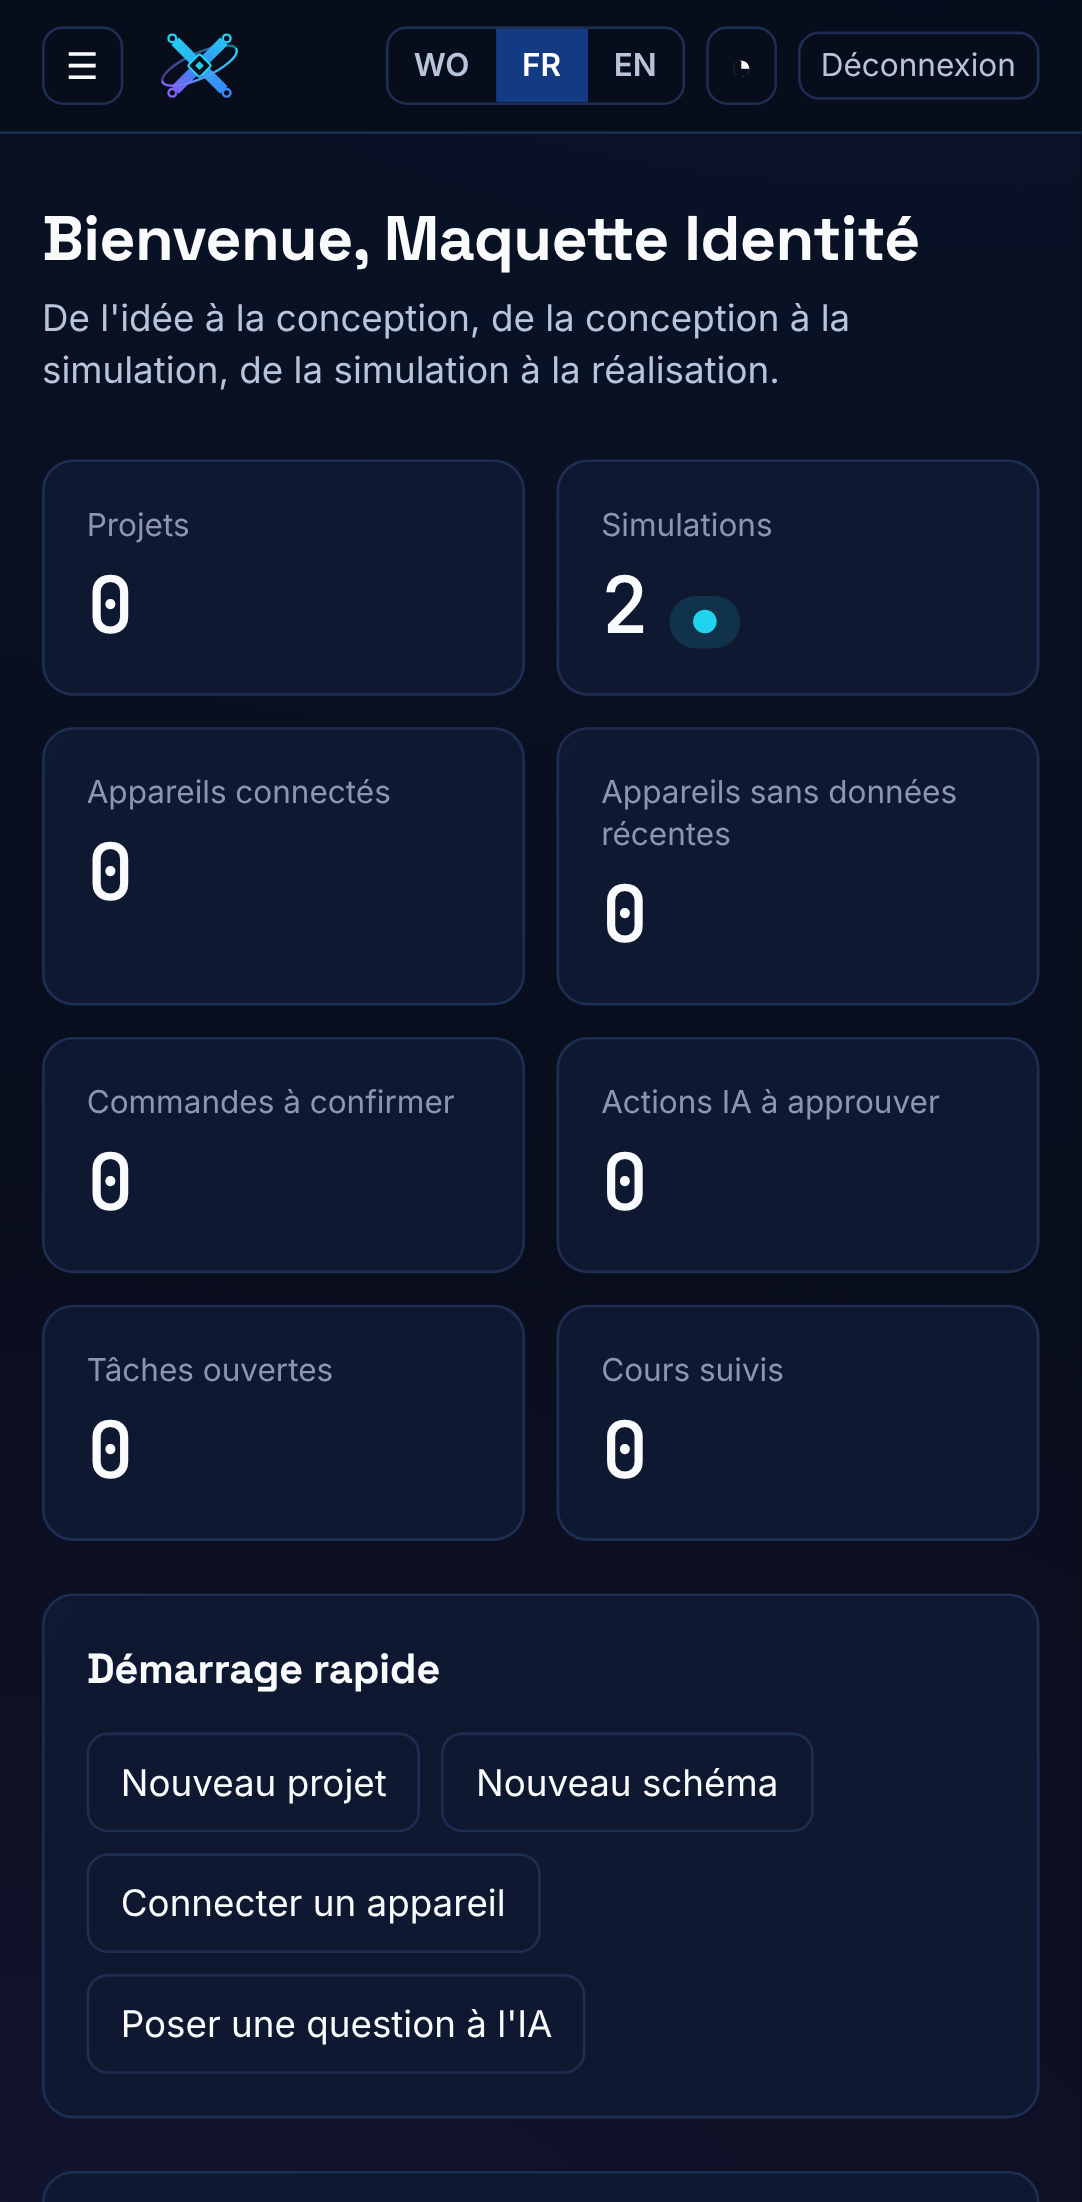 ☰
WO FR EN
Déconnexion
Bienvenue, Maquette Identité
De l'idée à la conception, de la conception à la
simulation, de la simulation à la réalisation.
Projets
0
Simulations
2
Appareils connectés
0
Appareils sans données
récentes
0
Commandes à confirmer
0
Actions IA à approuver
0
Tâches ouvertes
0
Cours suivis
0
Démarrage rapide
Nouveau projet
Nouveau schéma
Connecter un appareil
Poser une question à l'IA